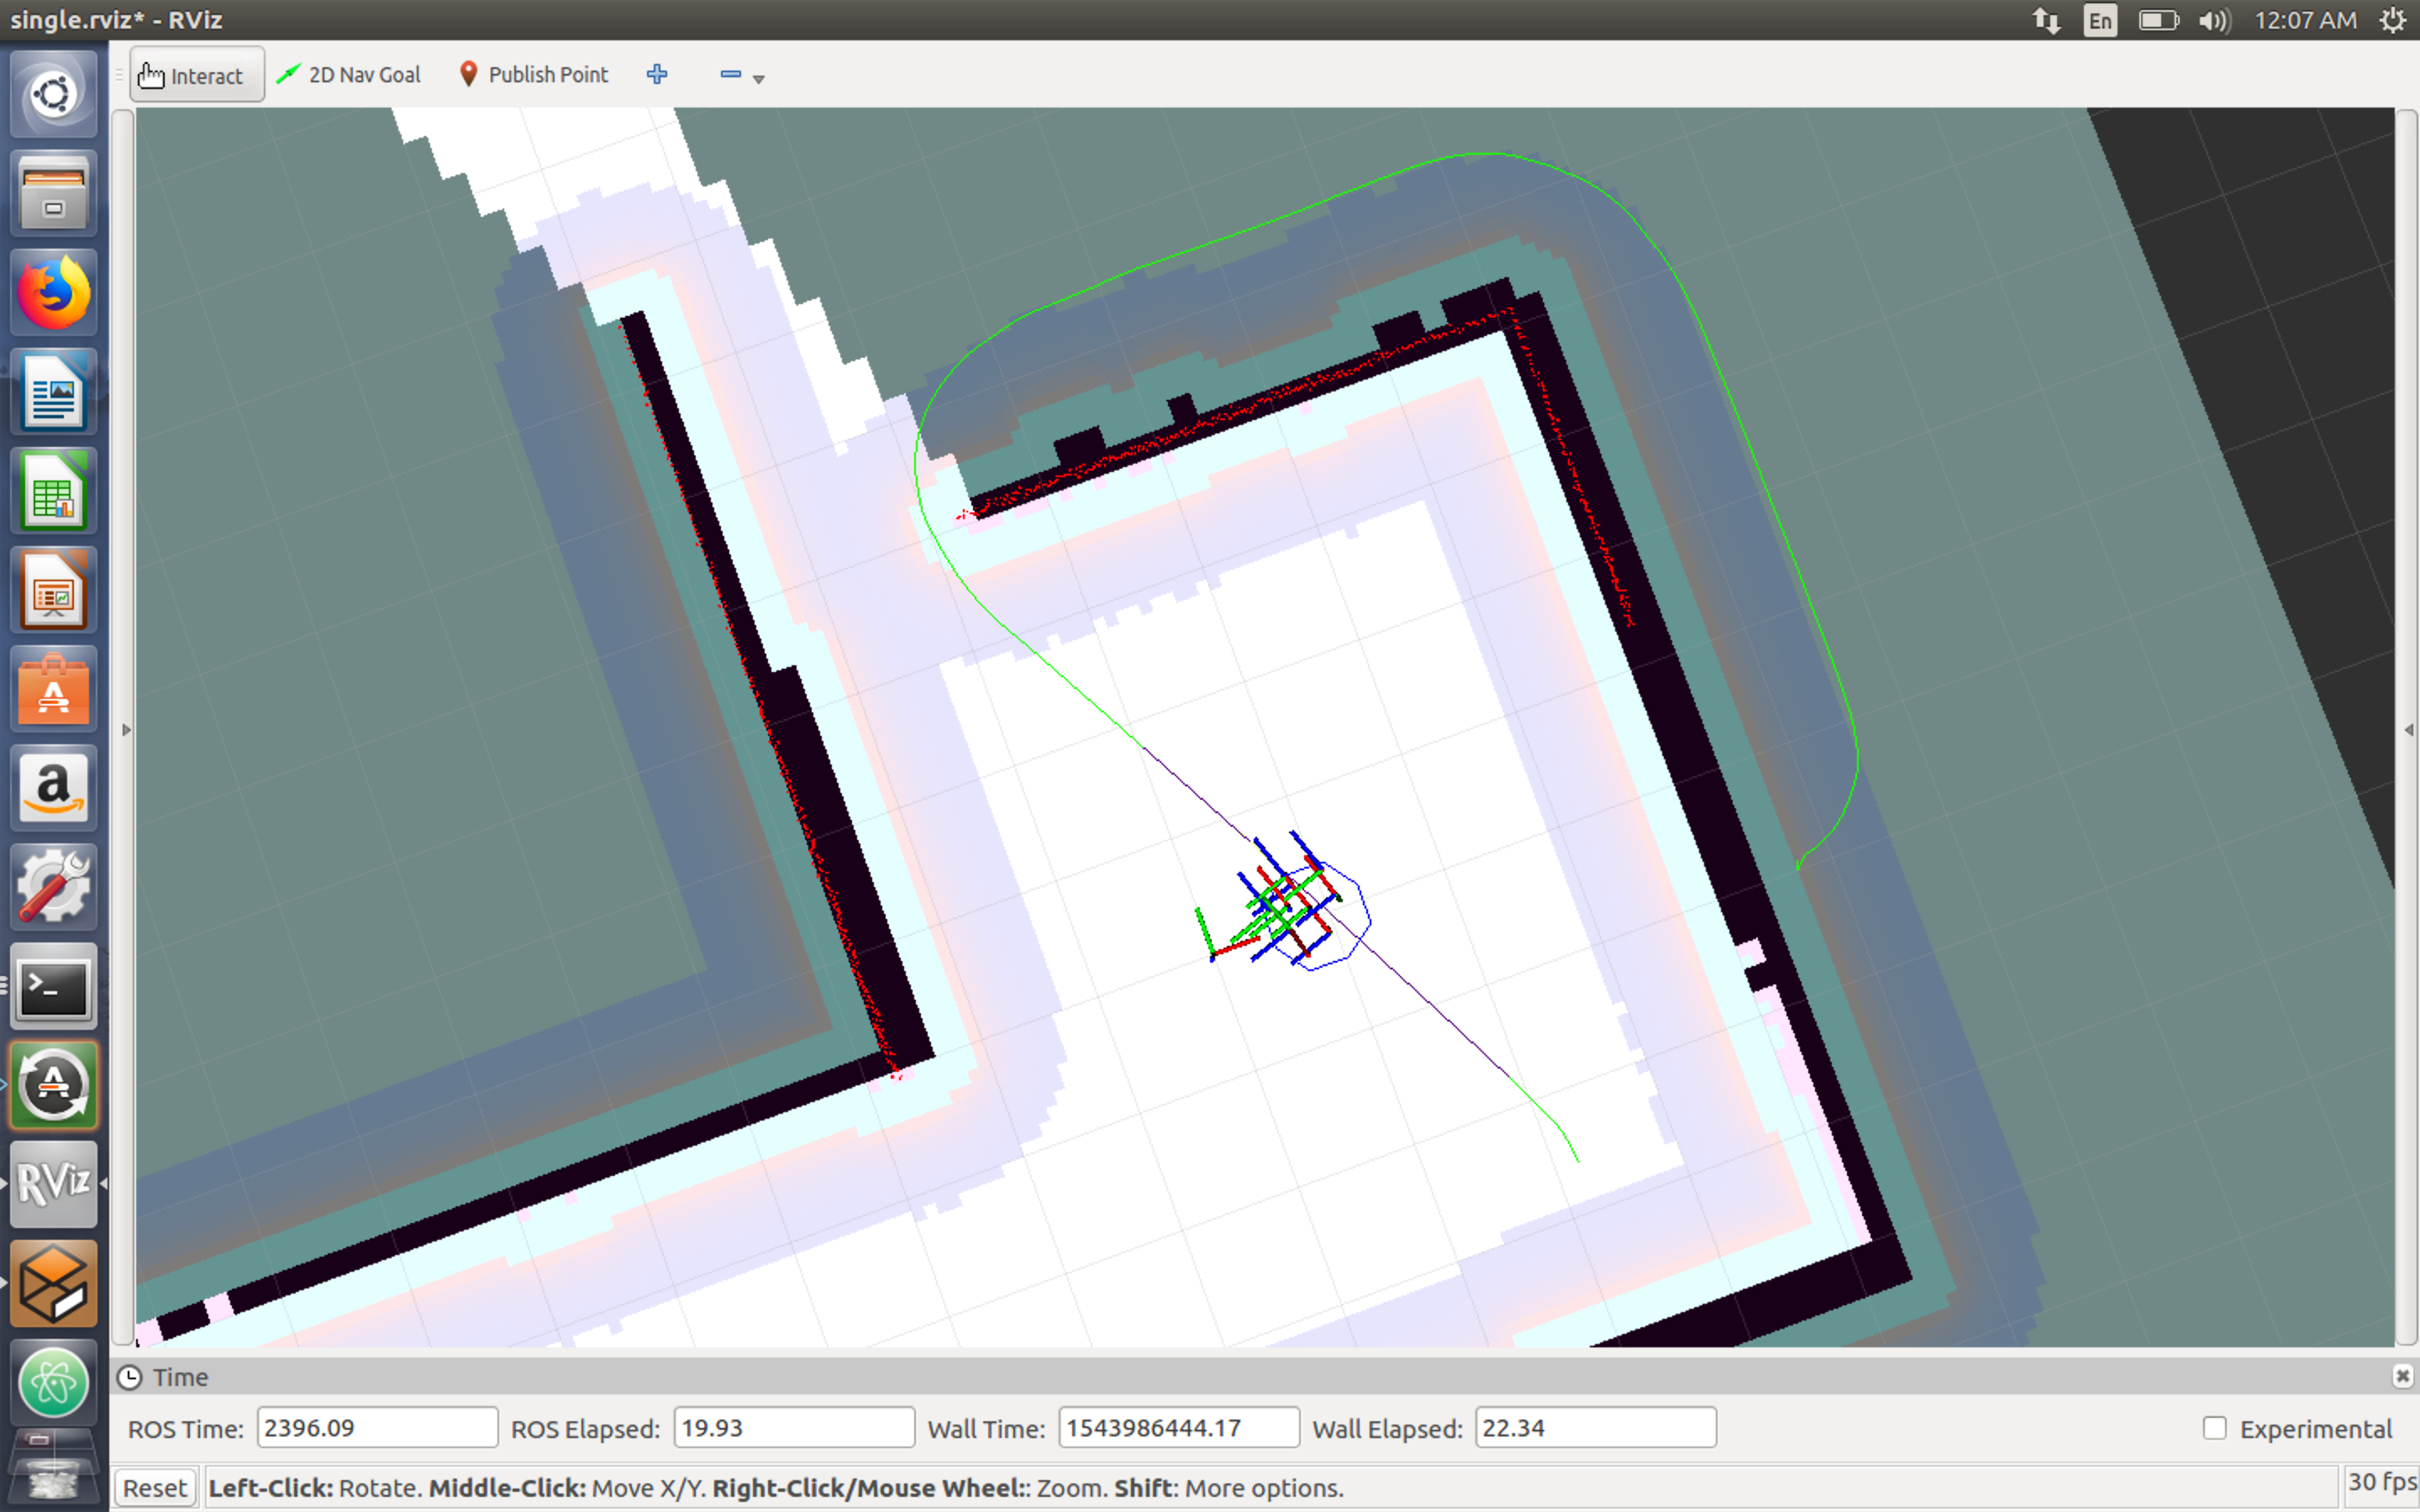 single.rviz* - RViz
En
12:07 AM
Interact
2D Nav Goal
Publish Point
RViz
Time
ROS Time: 2396.09 ROS Elapsed: 19.93 Wall Time: 1543986444.17 Wall Elapsed: 22.34 Experimental
Reset Left-Click: Rotate. Middle-Click: Move X/Y. Right-Click/Mouse Wheel:: Zoom. Shift: More options. 30 fps